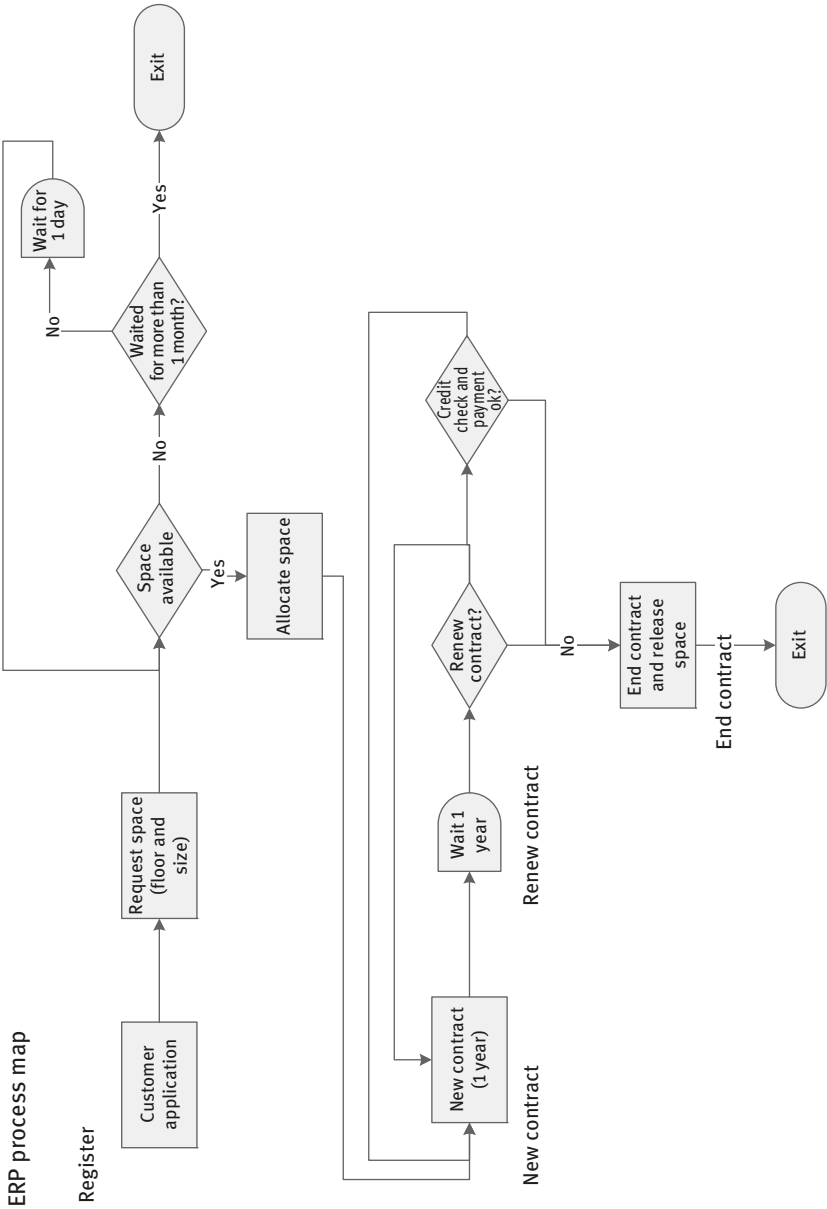 ERP process map
Register
Customer
application
Request space
(floor and
size)
Space
available
No
Waited
for more than
1 month?
Yes
Exit
No
Wait for
1 day
Yes
Allocate space
New contract
(1 year)
New contract
Wait 1
year
Renew contract
Renew
contract?
Credit
check and
payment
ok?
No
End contract
and release
space
End contract
Exit